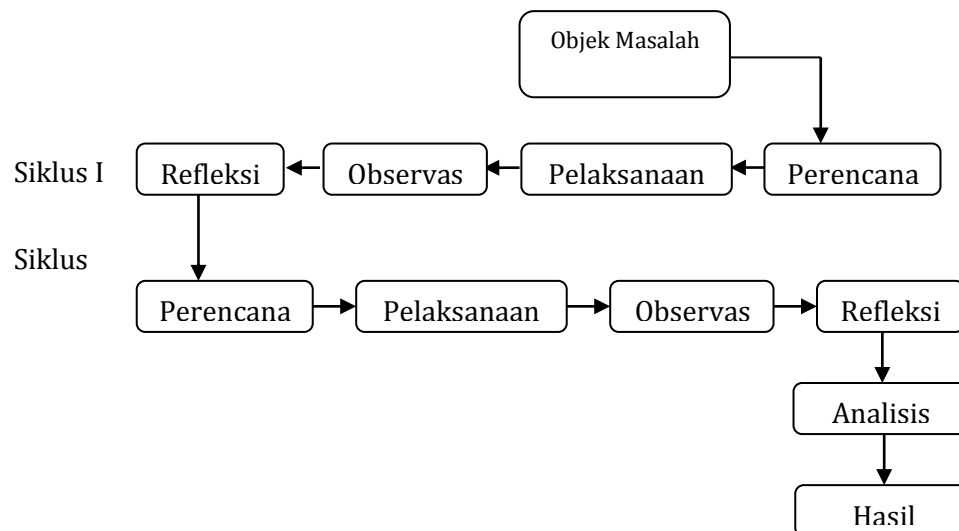 Objek Masalah
Siklus I
Refleksi
Observas
Pelaksanaan
Perencana
Siklus
Perencana
Pelaksanaan
Observas
Refleksi
Analisis
Hasil